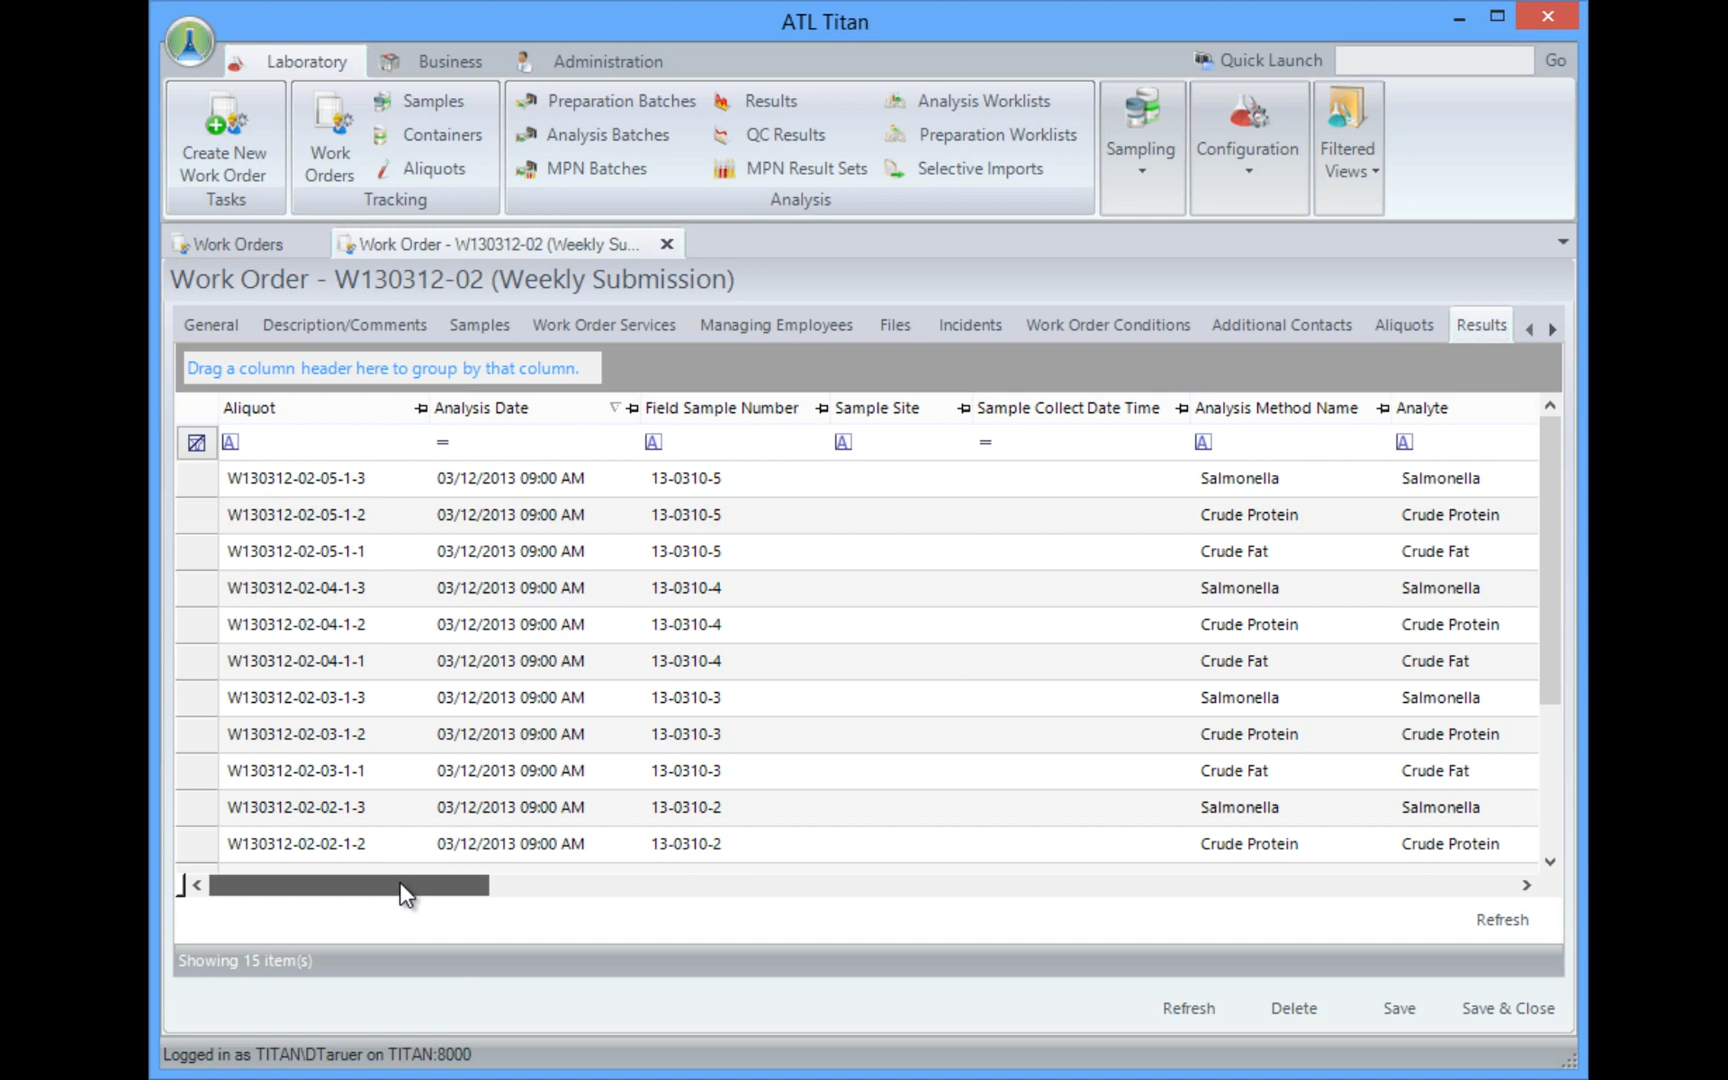 ATL Titan
Laboratory Business Administration Quick Launch Go
Create New Work Order
Tasks
Work Orders
Samples
Containers
Aliquots
Tracking
Preparation Batches Results Analysis Worklists
Analysis Batches QC Results Preparation Worklists
MPN Batches MPN Result Sets Selective Imports
Analysis
Sampling
Configuration
Filtered Views
Work Orders Work Order - W130312-02 (Weekly Su...
Work Order - W130312-02 (Weekly Submission)
General Description/Comments Samples Work Order Services Managing Employees Files Incidents Work Order Conditions Additional Contacts Aliquots Results
Drag a column header here to group by that column.
Aliquot Analysis Date Field Sample Number Sample Site Sample Collect Date Time Analysis Method Name Analyte
A = A A = A A
W130312-02-05-1-3 03/12/2013 09:00 AM 13-0310-5 Salmonella Salmonella
W130312-02-05-1-2 03/12/2013 09:00 AM 13-0310-5 Crude Protein Crude Protein
W130312-02-05-1-1 03/12/2013 09:00 AM 13-0310-5 Crude Fat Crude Fat
W130312-02-04-1-3 03/12/2013 09:00 AM 13-0310-4 Salmonella Salmonella
W130312-02-04-1-2 03/12/2013 09:00 AM 13-0310-4 Crude Protein Crude Protein
W130312-02-04-1-1 03/12/2013 09:00 AM 13-0310-4 Crude Fat Crude Fat
W130312-02-03-1-3 03/12/2013 09:00 AM 13-0310-3 Salmonella Salmonella
W130312-02-03-1-2 03/12/2013 09:00 AM 13-0310-3 Crude Protein Crude Protein
W130312-02-03-1-1 03/12/2013 09:00 AM 13-0310-3 Crude Fat Crude Fat
W130312-02-02-1-3 03/12/2013 09:00 AM 13-0310-2 Salmonella Salmonella
W130312-02-02-1-2 03/12/2013 09:00 AM 13-0310-2 Crude Protein Crude Protein
Refresh
Showing 15 item(s)
Refresh Delete Save Save & Close
Logged in as TITAN\DTaruer on TITAN:8000